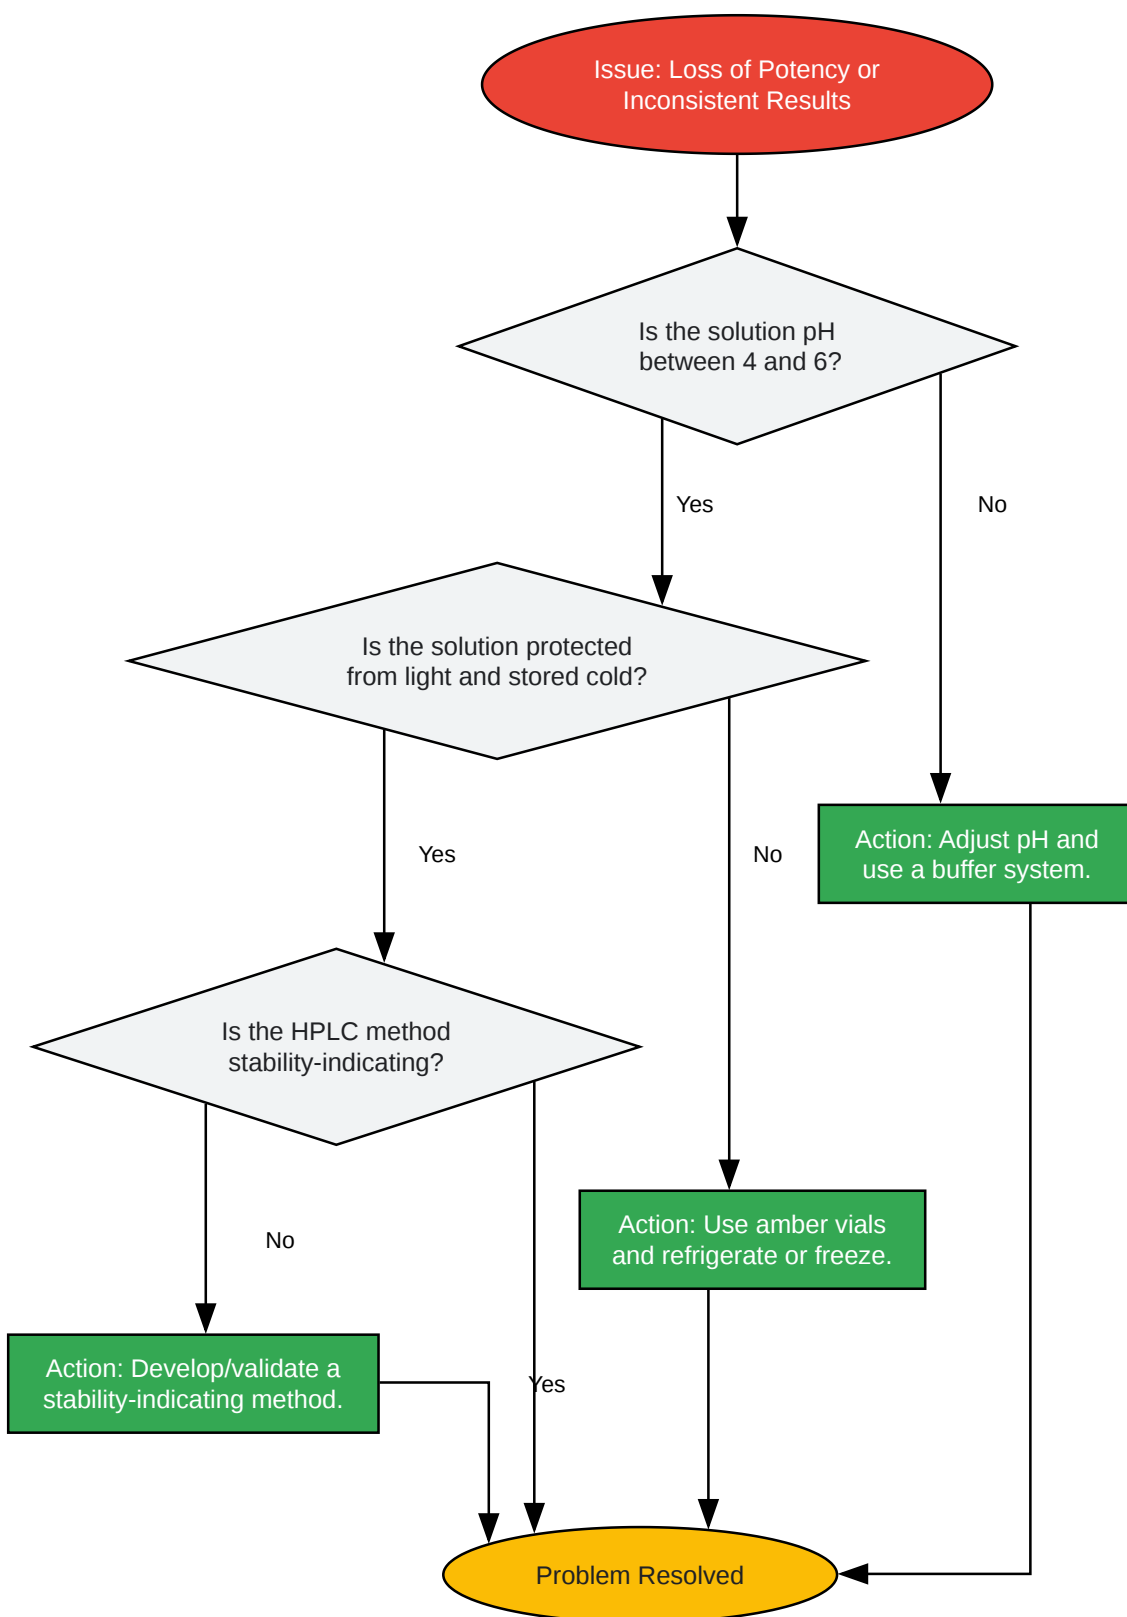 Issue: Loss of Potency or
Inconsistent Results
Is the solution pH
between 4 and 6?
Yes
No
Is the solution protected
from light and stored cold?
Yes
No
Action: Adjust pH and
use a buffer system.
Is the HPLC method
stability-indicating?
No
Action: Use amber vials
and refrigerate or freeze.
Action: Develop/validate a
stability-indicating method.
Yes
Problem Resolved